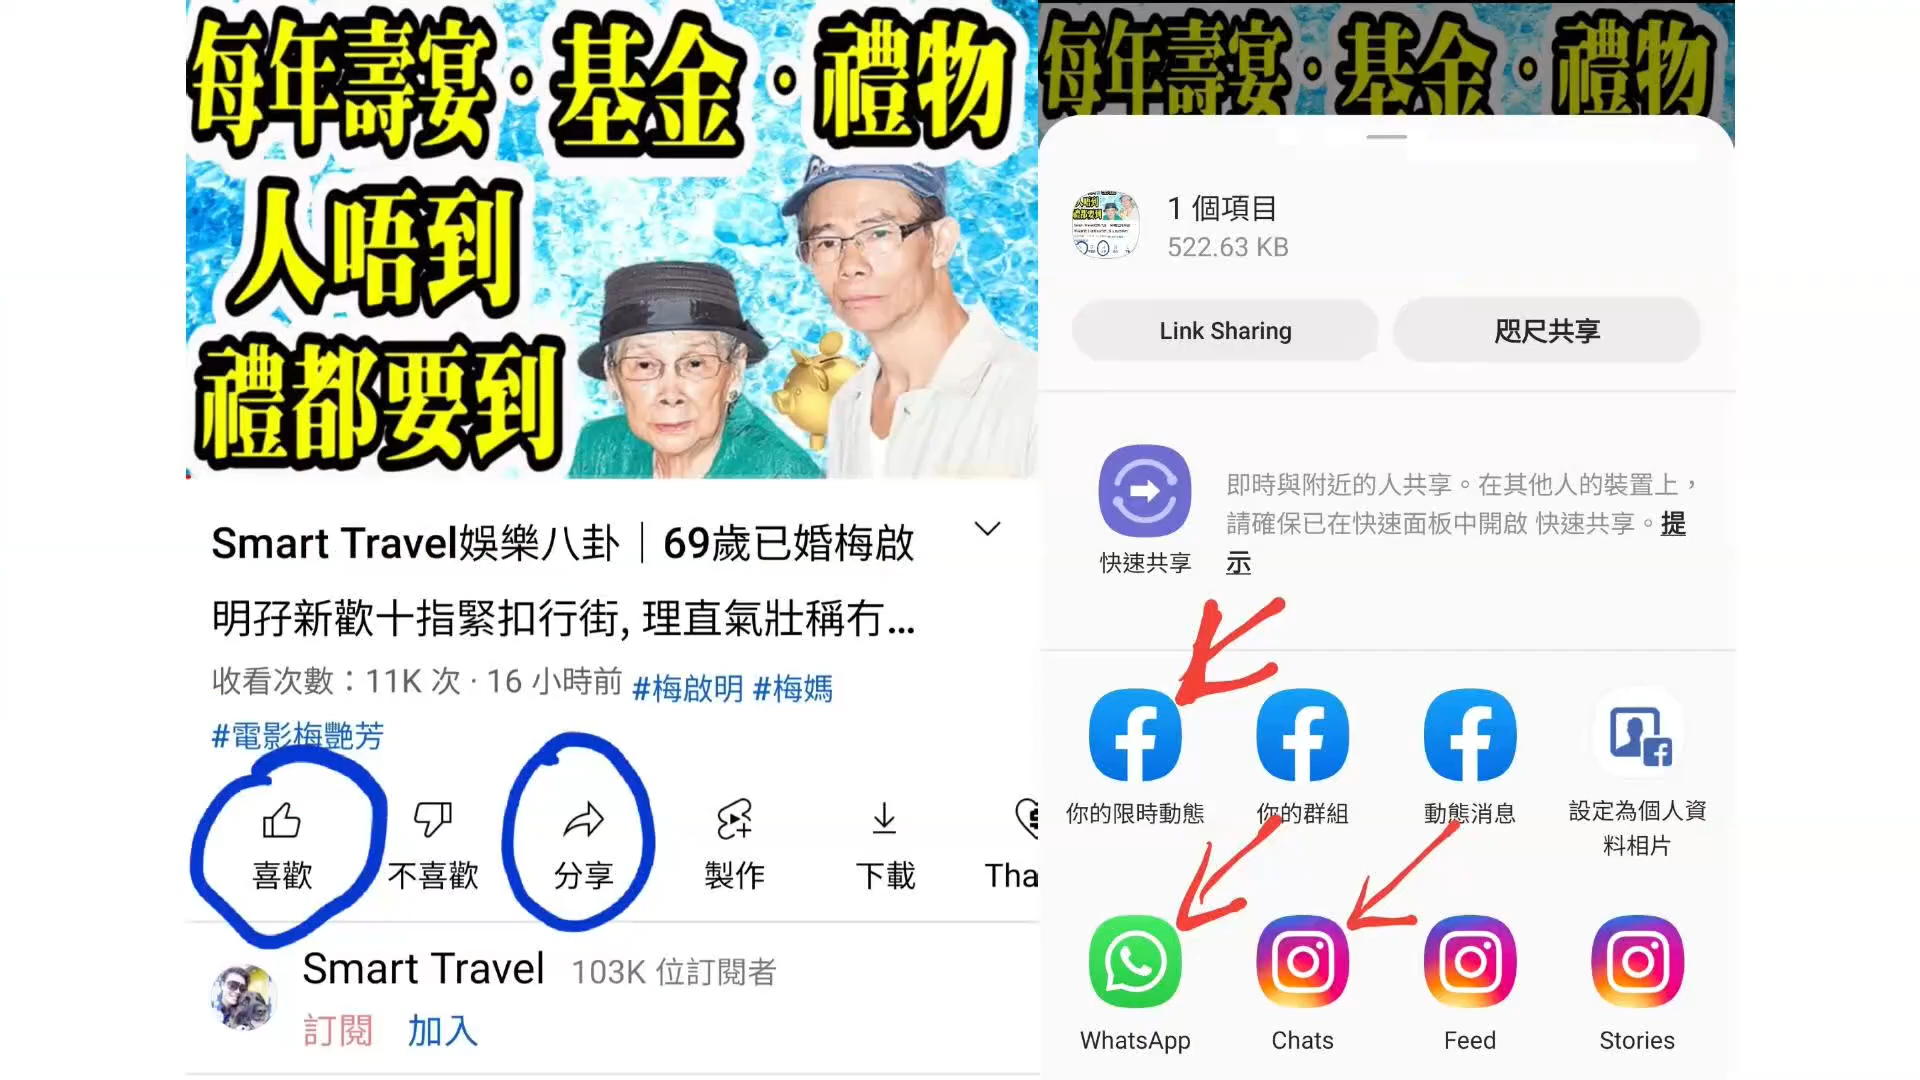 每年壽宴·基金·禮物
人唔到
禮都要到
Smart Travel娛樂八卦｜69歲已婚梅啟
明孖新歡十指緊扣行街, 理直氣壯稱冇...
收看次數：11K 次 · 16 小時前 #梅啟明 #梅媽
#電影梅艷芳
喜歡 不喜歡 分享 製作 下載 Tha
Smart Travel 103K 位訂閱者
訂閱 加入
每年壽宴·基金·禮物
人唔到
禮都要到
1 個項目
522.63 KB
Link Sharing 咫尺共享
即時與附近的人共享。在其他人的裝置上，
請確保已在快速面板中開啟 快速共享。提
示
快速共享
你的限時動態 你的群組 動態消息 設定為個人資
料相片
WhatsApp Chats Feed Stories